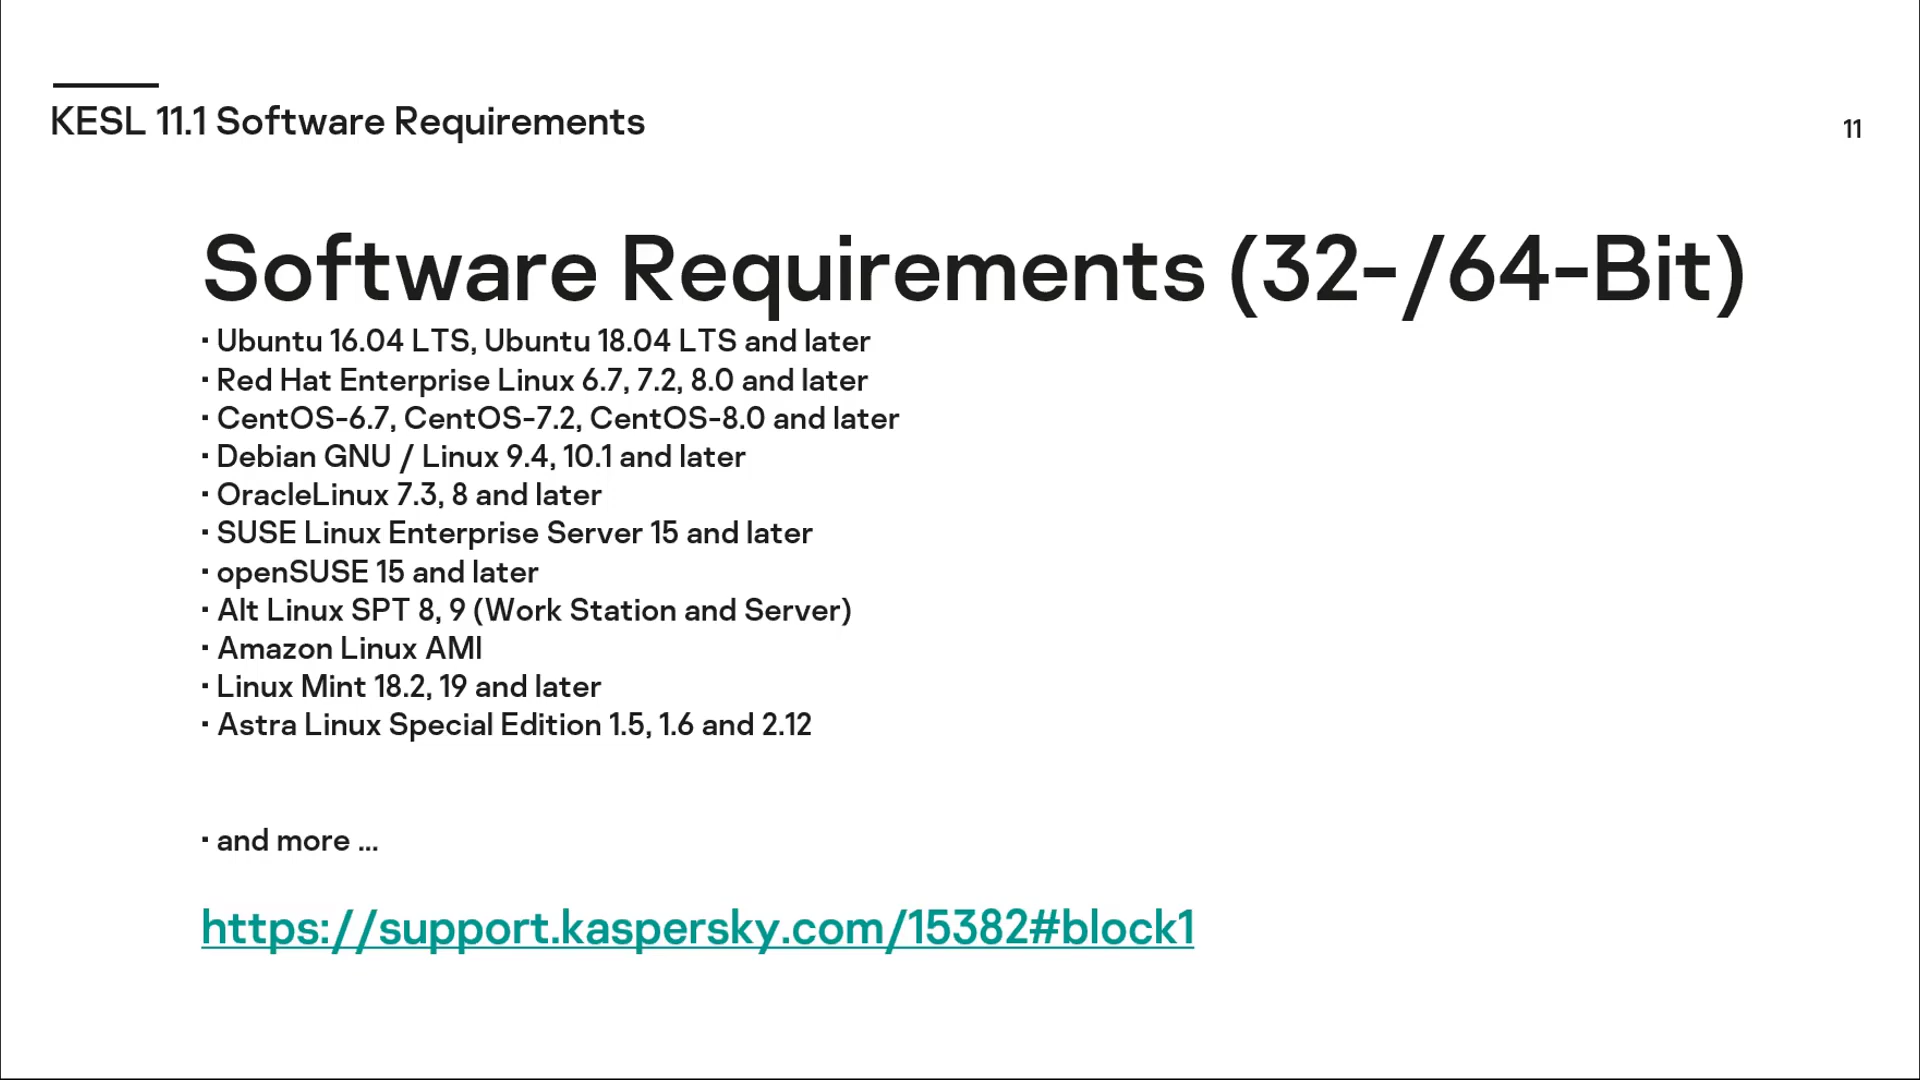 KESL 11.1 Software Requirements
11
Software Requirements (32-/64-Bit)
▪ Ubuntu 16.04 LTS, Ubuntu 18.04 LTS and later
▪ Red Hat Enterprise Linux 6.7, 7.2, 8.0 and later
▪ CentOS-6.7, CentOS-7.2, CentOS-8.0 and later
▪ Debian GNU / Linux 9.4, 10.1 and later
▪ OracleLinux 7.3, 8 and later
▪ SUSE Linux Enterprise Server 15 and later
▪ openSUSE 15 and later
▪ Alt Linux SPT 8, 9 (Work Station and Server)
▪ Amazon Linux AMI
▪ Linux Mint 18.2, 19 and later
▪ Astra Linux Special Edition 1.5, 1.6 and 2.12
▪ and more ...
https://support.kaspersky.com/15382#block1